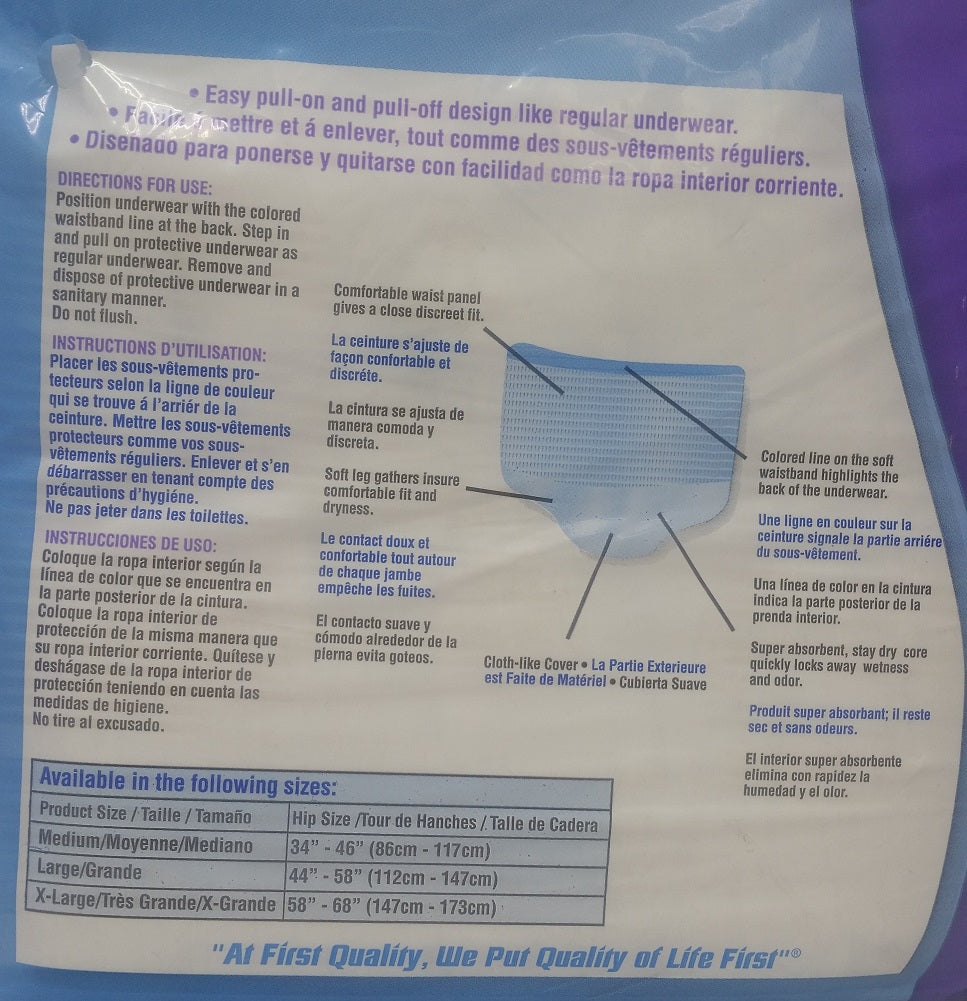 • Easy pull-on and pull-off design like regular underwear.
• Facile á mettre et á enlever, tout comme des sous-vêtements réguliers.
• Disenado para ponerse y quitarse con facilidad como la ropa interior corriente.
DIRECTIONS FOR USE:
Position underwear with the colored
waistband line at the back. Step in
and pull on protective underwear as
regular underwear. Remove and
dispose of protective underwear in a
sanitary manner.
Do not flush.
INSTRUCTIONS D'UTILISATION:
Placer les sous-vêtements pro-
tecteurs selon la ligne de couleur
qui se trouve á l'arriér de la
ceinture. Mettre les sous-vêtements
protecteurs comme vos sous-
vêtements réguliers. Enlever et s'en
débarrasser en tenant compte des
précautions d'hygiéne.
Ne pas jeter dans les toilettes.
INSTRUCCIONES DE USO:
Coloque la ropa interior según la
línea de color que se encuentra en
la parte posterior de la cintura.
Coloque la ropa interior de
protección de la misma manera que
su ropa interior corriente. Quítese y
deshágase de la ropa interior de
protección teniendo en cuenta las
medidas de higiene.
No tire al excusado.
Comfortable waist panel
gives a close discreet fit.
La ceinture s'ajuste de
façon confortable et
discréte.
La cintura se ajusta de
manera comoda y
discreta.
Soft leg gathers insure
comfortable fit and
dryness.
Le contact doux et
confortable tout autour
de chaque jambe
empêche les fuites.
El contacto suave y
cómodo alrededor de la
pierna evita goteos.
Cloth-like Cover • La Partie Exterieure
est Faite de Matériel • Cubierta Suave
Colored line on the soft
waistband highlights the
back of the underwear.
Une ligne en couleur sur la
ceinture signale la partie arriére
du sous-vêtement.
Una línea de color en la cintura
indica la parte posterior de la
prenda interior.
Super absorbent, stay dry core
quickly locks away wetness
and odor.
Produit super absorbant; il reste
sec et sans odeurs.
El interior super absorbente
elimina con rapidez la
humedad y el olor.
Available in the following sizes:
Product Size / Taille / Tamaño Hip Size /Tour de Hanches / Talle de Cadera
Medium/Moyenne/Mediano 34" - 46" (86cm - 117cm)
Large/Grande 44" - 58" (112cm - 147cm)
X-Large/Très Grande/X-Grande 58" - 68" (147cm - 173cm)
"At First Quality, We Put Quality of Life First"®